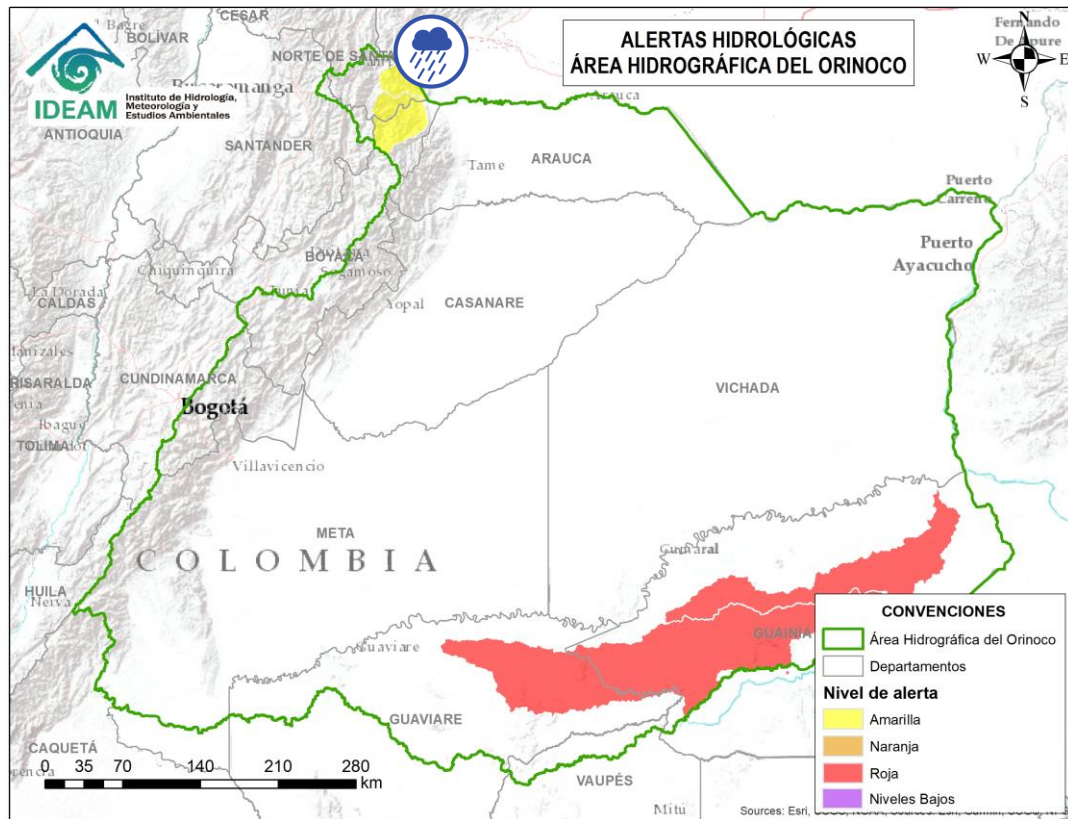 ALERTAS HIDROLÓGICAS
ÁREA HIDROGRÁFICA DEL ORINOCO
IDEAM
Instituto de Hidrología,
Meteorología y
Estudios Ambientales
CESAR
BOLÍVAR
NORTE DE
ANTIOQUIA
SANTANDER
Arauca
Tame
ARAUCA
Puerto
Carreño
Puerto
Ayacucho
BOYACÁ
Sogamoso
Chiquinquirá
Tunja
La Dorada
CALDAS
Yopal
CASANARE
CUNDINAMARCA
Bogotá
VICHADA
Ibagué
TOLIMA
Villavicencio
META
COLOMBIA
Cumaral
HUILA
Neiva
GUAINÍA
Guaviare
GUAVIARE
CAQUETÁ
VAUPÉS
Mitú
N
W
E
S
0 35 70 140 210 280
km
CONVENCIONES
Área Hidrográfica del Orinoco
Departamentos
Nivel de alerta
Amarilla
Naranja
Roja
Niveles Bajos
Sources: Esri,